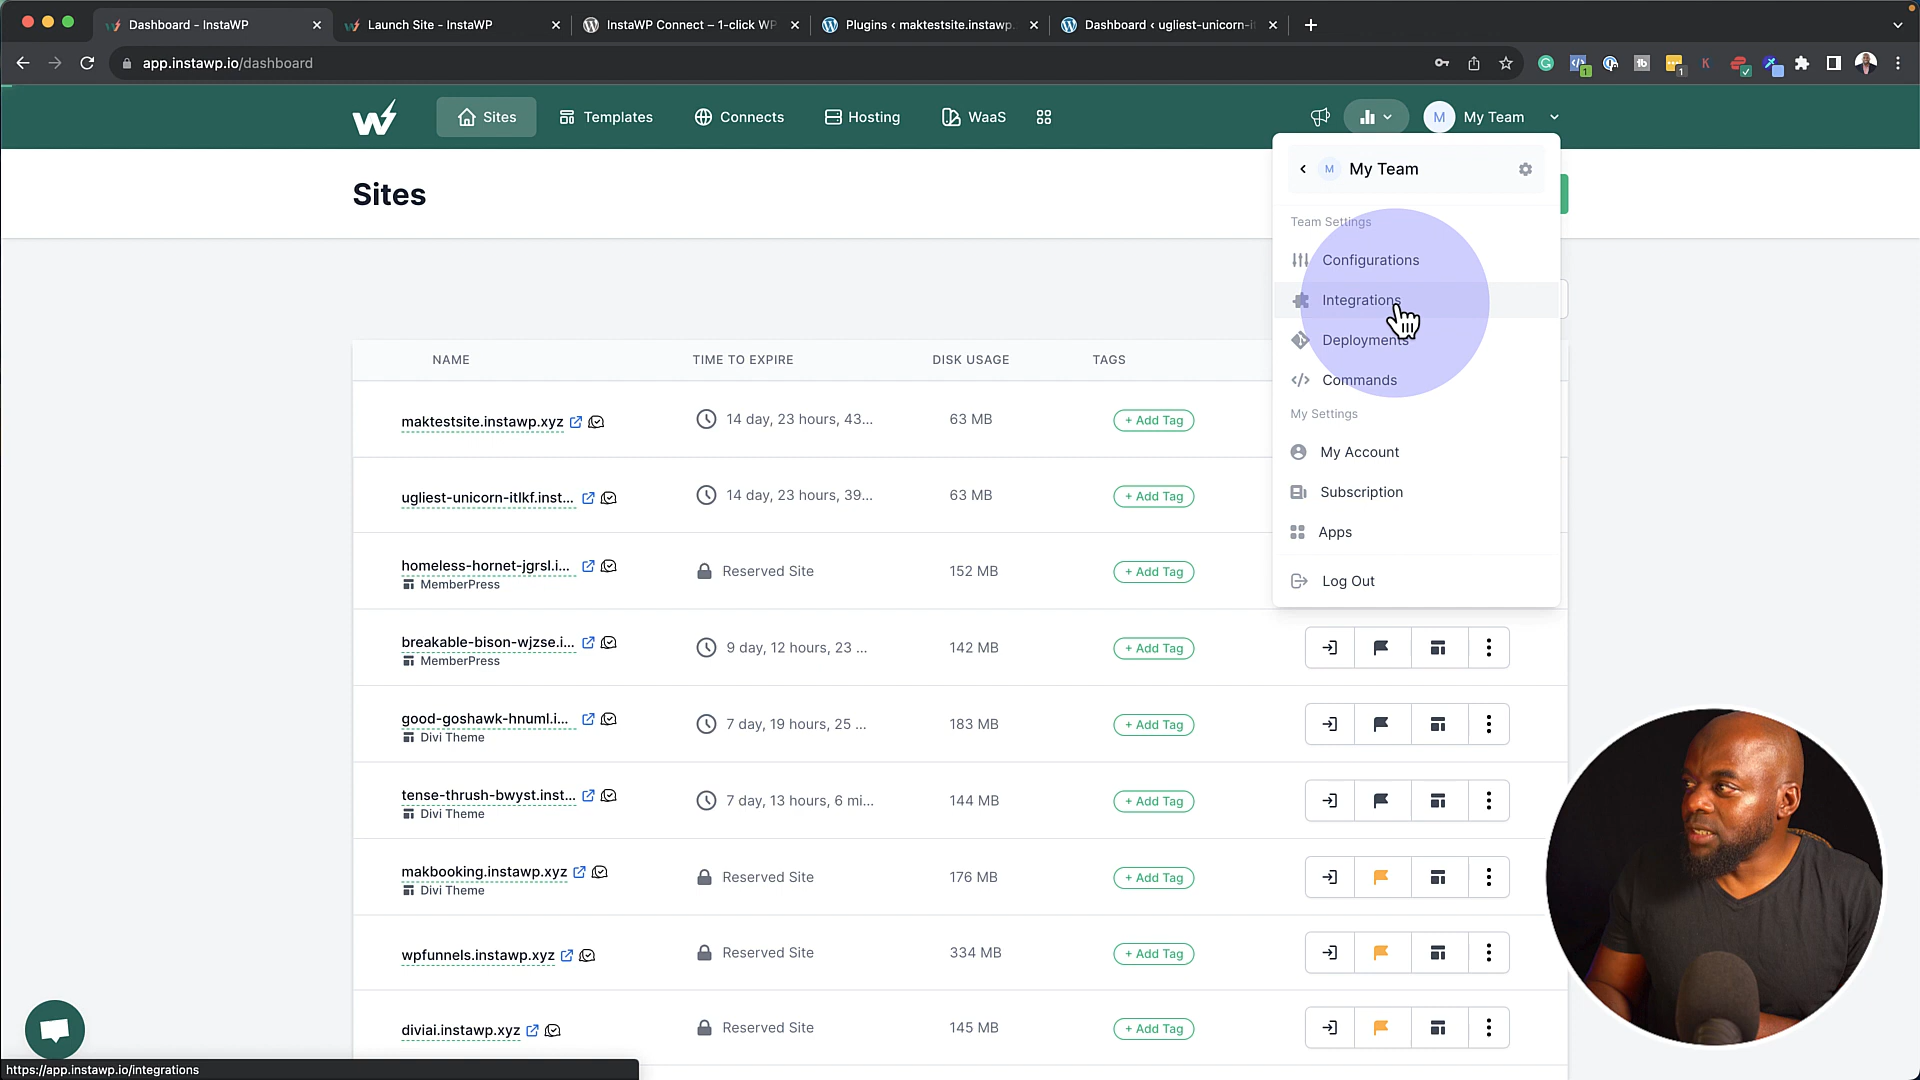 Dashboard - InstaWP
Launch Site - InstaWP
InstaWP Connect – 1-click WP
Plugins ‹ maktestsite.instawp.
Dashboard ‹ ugliest-unicorn-it
app.instawp.io/dashboard
Sites
Templates
Connects
Hosting
WaaS
M
My Team
Sites
M
My Team
Team Settings
Configurations
Integrations
Deployments
Commands
My Settings
My Account
Subscription
Apps
Log Out
NAME
TIME TO EXPIRE
DISK USAGE
TAGS
maktestsite.instawp.xyz
14 day, 23 hours, 43...
63 MB
+ Add Tag
ugliest-unicorn-itlkf.inst...
14 day, 23 hours, 39...
63 MB
+ Add Tag
homeless-hornet-jgrsl.i...
MemberPress
Reserved Site
152 MB
+ Add Tag
breakable-bison-wjzse.i...
MemberPress
9 day, 12 hours, 23 ...
142 MB
+ Add Tag
good-goshawk-hnuml.i...
Divi Theme
7 day, 19 hours, 25 ...
183 MB
+ Add Tag
tense-thrush-bwyst.inst...
Divi Theme
7 day, 13 hours, 6 mi...
144 MB
+ Add Tag
makbooking.instawp.xyz
Divi Theme
Reserved Site
176 MB
+ Add Tag
wpfunnels.instawp.xyz
Reserved Site
334 MB
+ Add Tag
diviai.instawp.xyz
Reserved Site
145 MB
+ Add Tag
https://app.instawp.io/integrations